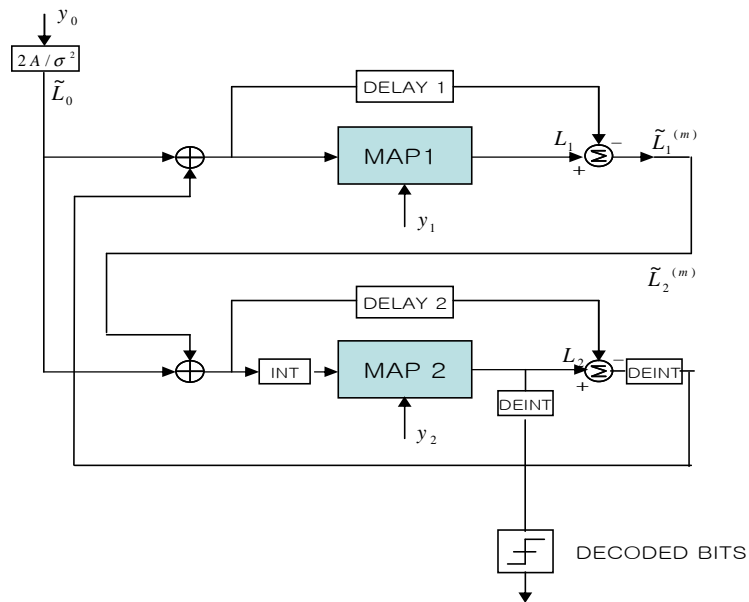 y₀
2A/σ²
L̃₀
DELAY 1
MAP1
L₁
−
+
L̃₁⁽ᵐ⁾
y₁
L̃₂⁽ᵐ⁾
DELAY 2
INT
MAP 2
L₂
−
+
DEINT
DEINT
y₂
DECODED BITS